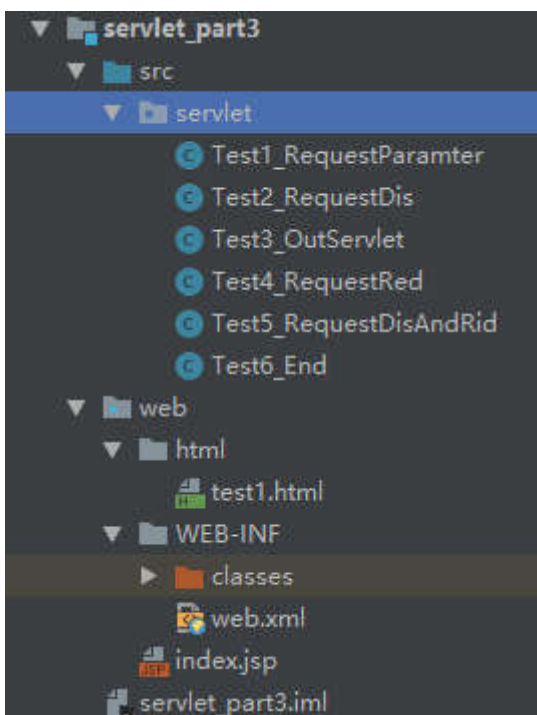 servlet_part3
src
servlet
Test1_RequestParamter
Test2_RequestDis
Test3_OutServlet
Test4_RequestRed
Test5_RequestDisAndRid
Test6_End
web
html
test1.html
WEB-INF
classes
web.xml
index.jsp
servlet_part3.iml